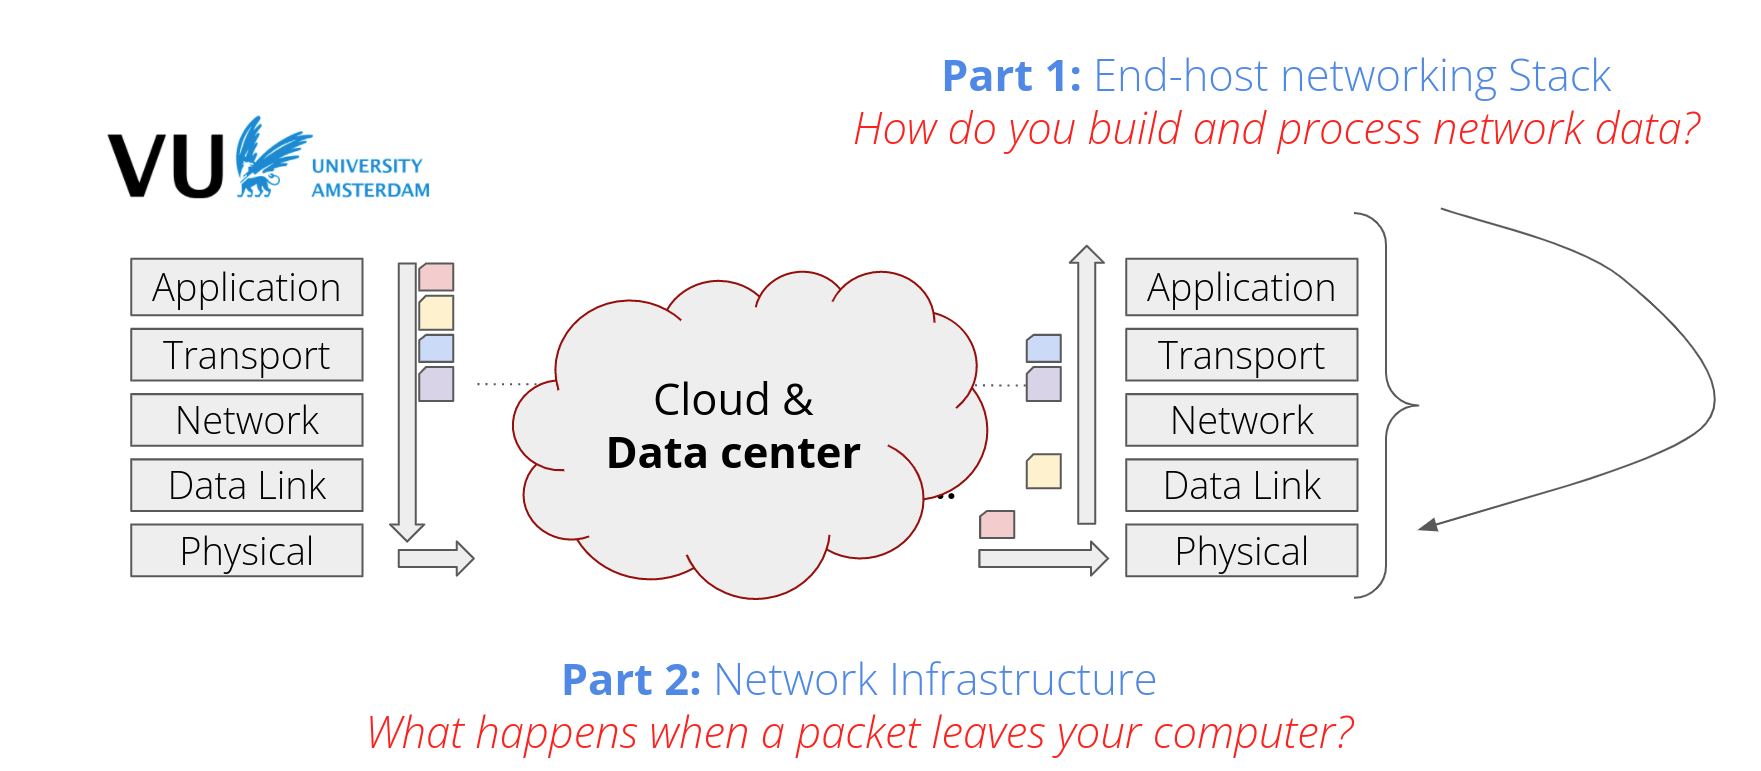 Part 1: End-host networking Stack
How do you build and process network data?
VU UNIVERSITY
AMSTERDAM
Application
Transport
Network
Data Link
Physical
Cloud &
Data center
..
Application
Transport
Network
Data Link
Physical
Part 2: Network Infrastructure
What happens when a packet leaves your computer?